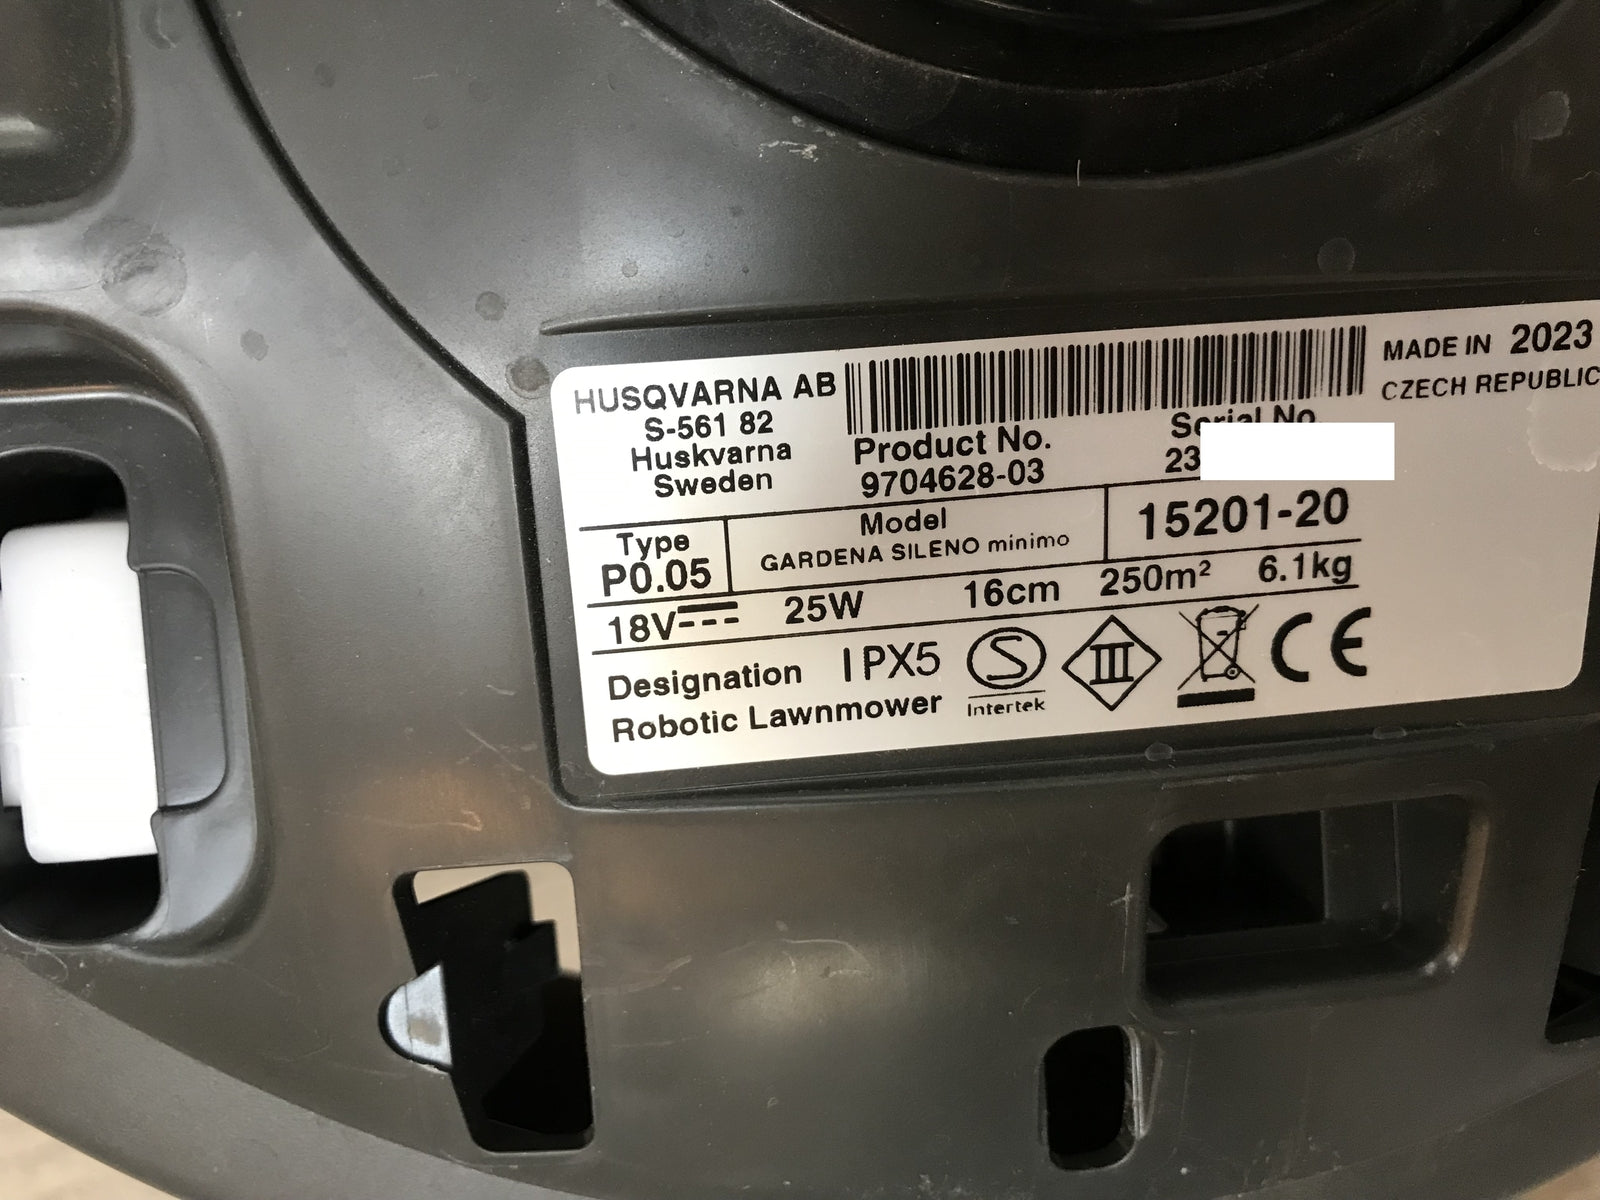 HUSQVARNA AB
S-561 82
Huskvarna
Sweden
Product No.
9704628-03
Serial No.
23
MADE IN 2023
CZECH REPUBLIC
Type
P0.05
Model
GARDENA SILENO minimo
15201-20
18V 25W 16cm 250m² 6.1kg
Designation IPX5
Robotic Lawnmower
S
Intertek
III
CE